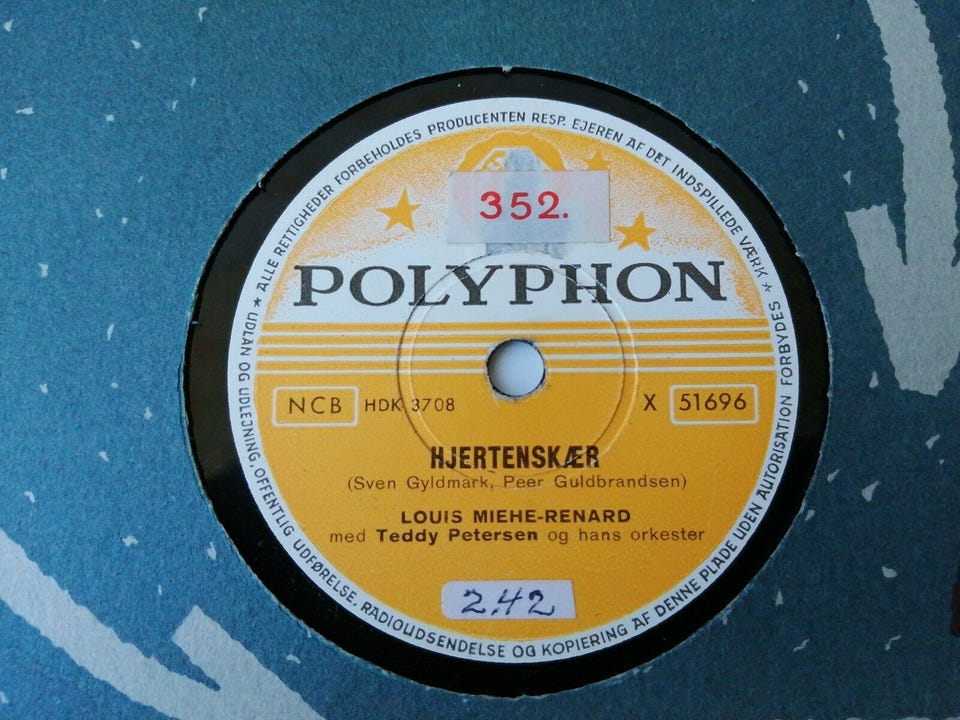 ★ ALLE RETTIGHEDER FORBEHOLDES PRODUCENTEN RESP. EJEREN AF DET INDSPILLEDE VÆRK ★
UDLAN OG UDLEJNING, OFFENTLIG UDFØRELSE, RADIOUDSENDELSE OG KOPIERING AF DENNE PLADE UDEN AUTORISATION FORBYDES
352.
POLYPHON
NCB HDK 3708 X 51696
HJERTENSKÆR
(Sven Gyldmark, Peer Guldbrandsen)
LOUIS MIEHE-RENARD
med Teddy Petersen og hans orkester
2.42